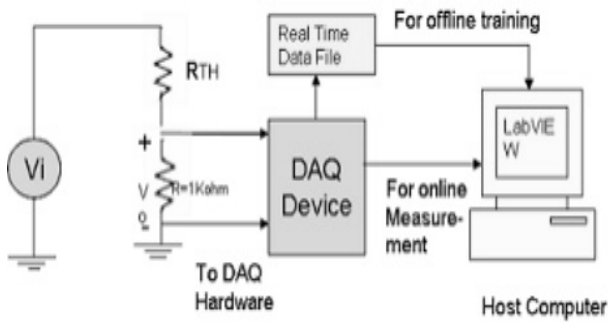 Real Time
Data File
For offline training
RTH
+
Vi
V
o
-
R=1Kohm
DAQ
Device
LabVIE
W
For online
Measure-
ment
To DAQ
Hardware
Host Computer